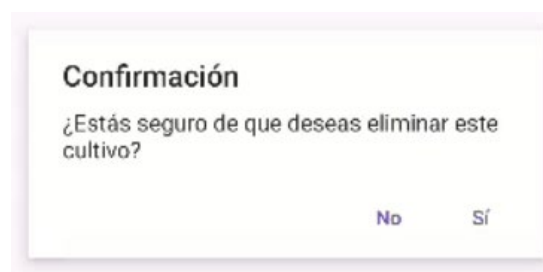 Confirmación
¿Estás seguro de que deseas eliminar este
cultivo?
No
Sí